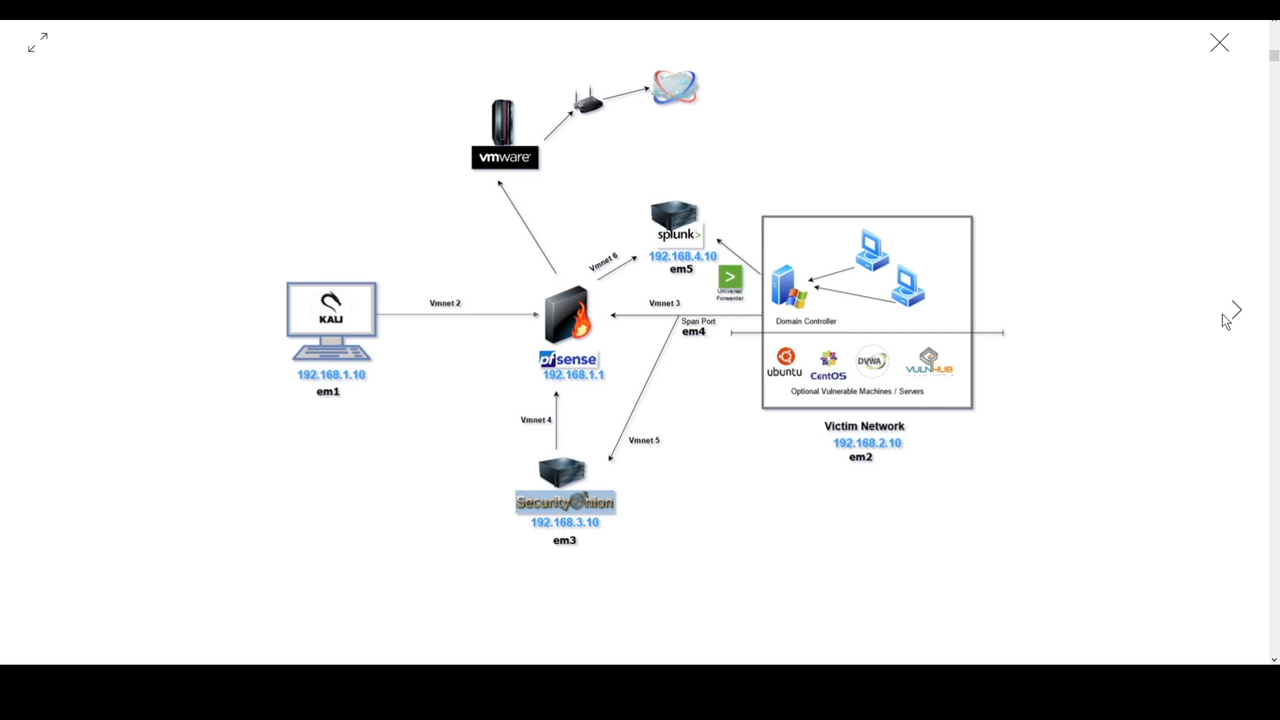 vmware
splunk>
Vmnet 6
192.168.4.10
em5
>
Universal
Forwarder
Vmnet 2
Vmnet 3
Span Port
em4
Domain Controller
KALI
pfsense
192.168.1.10
192.168.1.1
em1
ubuntu
CentOS
DVWA
VULNHUB
Optional Vulnerable Machines / Servers
Vmnet 4
Vmnet 5
Victim Network
192.168.2.10
em2
Security Onion
192.168.3.10
em3